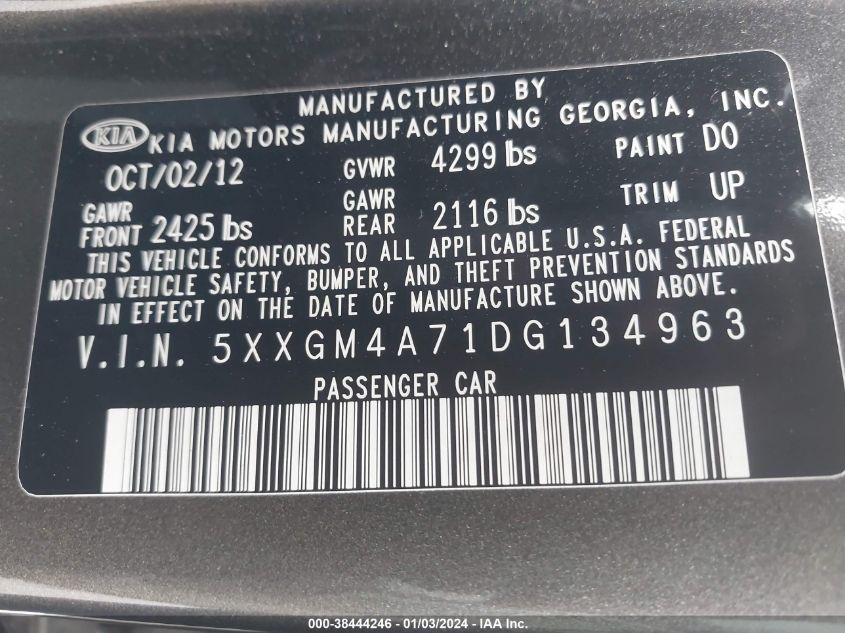 MANUFACTURED BY
KIA KIA MOTORS MANUFACTURING GEORGIA, INC.
OCT/02/12 GVWR 4299 lbs PAINT D0
GAWR FRONT 2425 lbs GAWR REAR 2116 lbs TRIM UP
THIS VEHICLE CONFORMS TO ALL APPLICABLE U.S.A. FEDERAL
MOTOR VEHICLE SAFETY, BUMPER, AND THEFT PREVENTION STANDARDS
IN EFFECT ON THE DATE OF MANUFACTURE SHOWN ABOVE.
V.I.N. 5XXGM4A71DG134963
PASSENGER CAR
000-38444246 - 01/03/2024 - © IAA Inc.